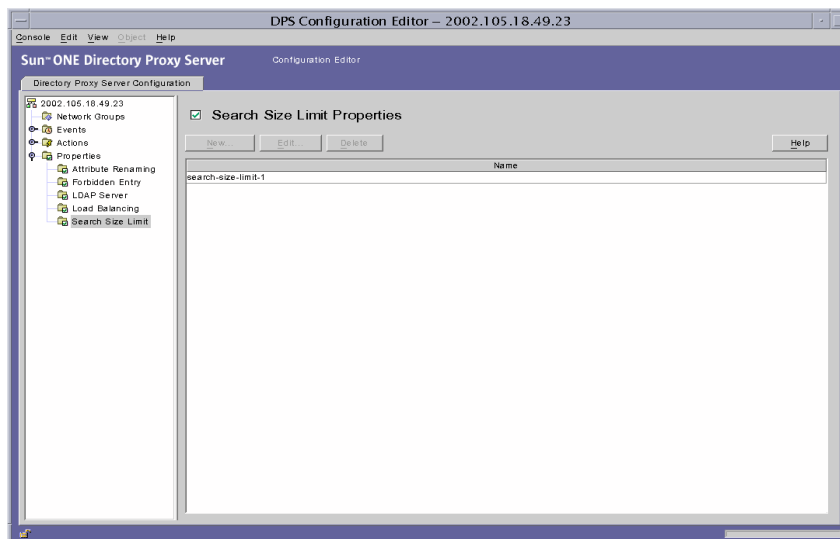 DPS Configuration Editor – 2002.105.18.49.23
Console Edit View Object Help
Sun™ ONE Directory Proxy Server Configuration Editor
Directory Proxy Server Configuration
2002.105.18.49.23
Network Groups
Events
Actions
Properties
Attribute Renaming
Forbidden Entry
LDAP Server
Load Balancing
Search Size Limit
Search Size Limit Properties
New... Edit... Delete Help
Name
search-size-limit-1